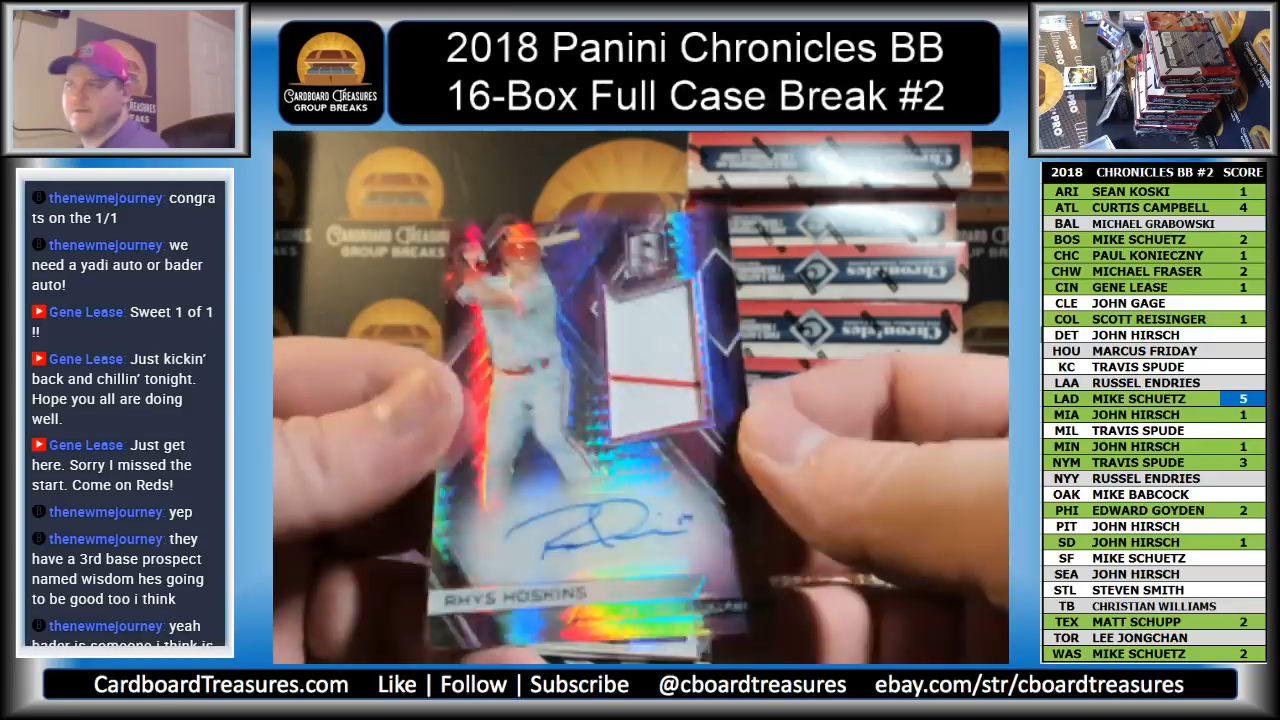 2018 Panini Chronicles BB
16-Box Full Case Break #2
CARDBOARD TREASURES
GROUP BREAKS
thenewmejourney: congra
ts on the 1/1
thenewmejourney: we
need a yadi auto or bader
auto!
Gene Lease: Sweet 1 of 1
!!
Gene Lease: Just kickin'
back and chillin' tonight.
Hope you all are doing
well.
Gene Lease: Just get
here. Sorry I missed the
start. Come on Reds!
thenewmejourney: yep
thenewmejourney: they
have a 3rd base prospect
named wisdom hes going
to be good too i think
thenewmejourney: yeah
bader is someone i think is
CARDBOARD TREASURES
GROUP BREAKS
Chronicles
Chronicles
Chronicles
RHYS HOSKINS
2018 CHRONICLES BB #2 SCORE
ARI SEAN KOSKI 1
ATL CURTIS CAMPBELL 4
BAL MICHAEL GRABOWSKI
BOS MIKE SCHUETZ 2
CHC PAUL KONIECZNY 1
CHW MICHAEL FRASER 2
CIN GENE LEASE 1
CLE JOHN GAGE
COL SCOTT REISINGER 1
DET JOHN HIRSCH
HOU MARCUS FRIDAY
KC TRAVIS SPUDE
LAA RUSSEL ENDRIES
LAD MIKE SCHUETZ 5
MIA JOHN HIRSCH 1
MIL TRAVIS SPUDE
MIN JOHN HIRSCH 1
NYM TRAVIS SPUDE 3
NYY RUSSEL ENDRIES
OAK MIKE BABCOCK
PHI EDWARD GOYDEN 2
PIT JOHN HIRSCH
SD JOHN HIRSCH 1
SF MIKE SCHUETZ
SEA JOHN HIRSCH
STL STEVEN SMITH
TB CHRISTIAN WILLIAMS
TEX MATT SCHUPP 2
TOR LEE JONGCHAN
WAS MIKE SCHUETZ 2
CardboardTreasures.com Like | Follow | Subscribe @cboardtreasures ebay.com/str/cboardtreasures